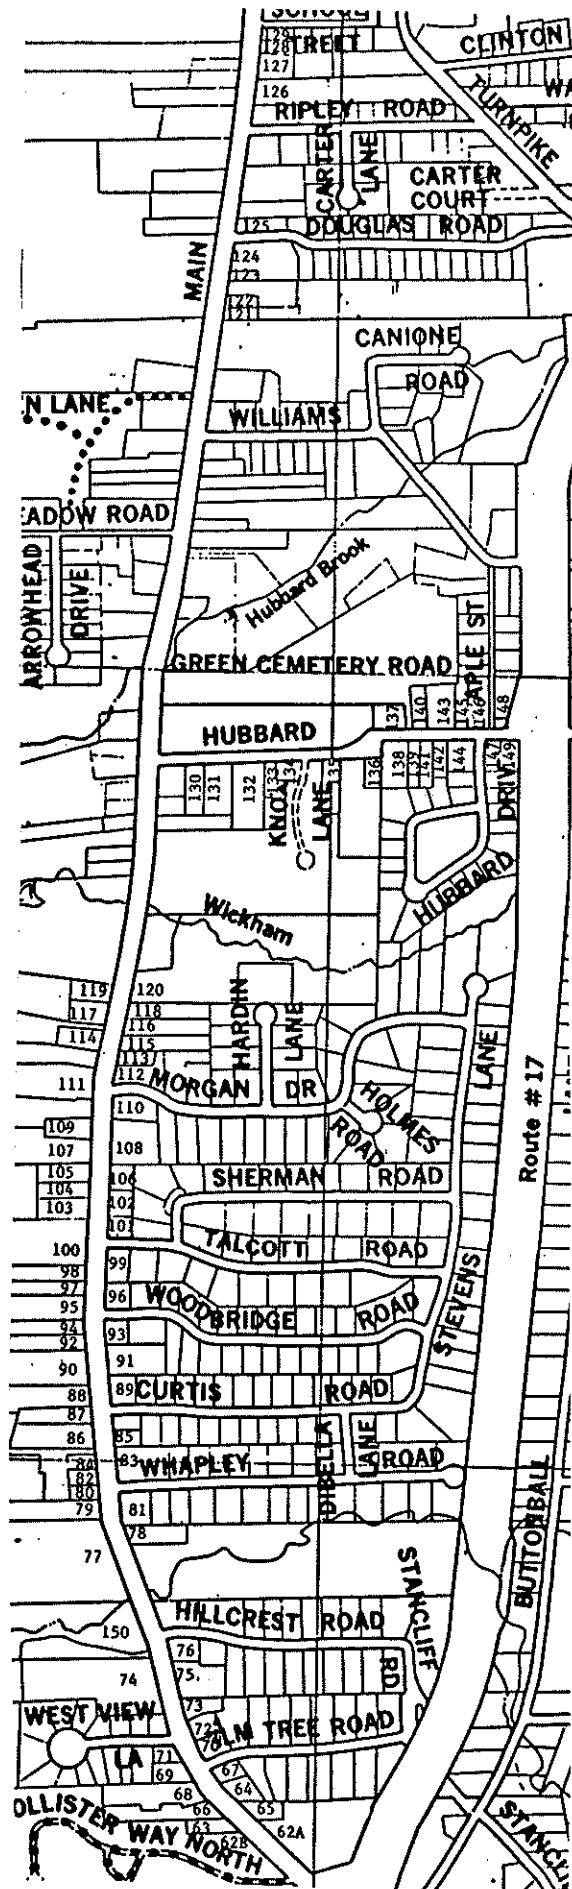 SCHOOL
129
128
STREET
127
126
CLINTON
TURNPIKE
RIPLEY ROAD
CARTER LANE
CARTER
COURT
125
DOUGLAS ROAD
124
123
122
121
MAIN
CANIONE
ROAD
N LANE
WILLIAMS
EADOW ROAD
ARROWHEAD
DRIVE
Hubbard Brook
GREEN CEMETERY ROAD
APLE ST
137
140
143
145
146
148
HUBBARD
130
131
132
133
134
135
136
138
139
141
142
144
147
149
KNOX
LANE
DRIV
HUBBARD
Wickham
119
120
117
118
116
114
115
113
112
111
HARDIN
LANE
MORGAN DR
HOLMES
ROAD
LANE
Route # 17
110
109
107
108
105
106
104
103
102
101
SHERMAN ROAD
100
99
98
97
96
95
94
93
92
91
90
89
88
87
86
85
84
83
82
80
79
81
78
77
TALCOTT ROAD
WOODBRIDGE ROAD
STEVENS
CURTIS ROAD
DIBELLA
LANE
WHAPLEY ROAD
BUTTONBALL
STANCLIFF
RD
HILLCREST ROAD
150
76
75
74
73
72A
70
WEST VIEW
LA
LM TREE ROAD
71
69
67
68
64
66
65
63
62B
62A
OLLISTER WAY NORTH
STANCLI